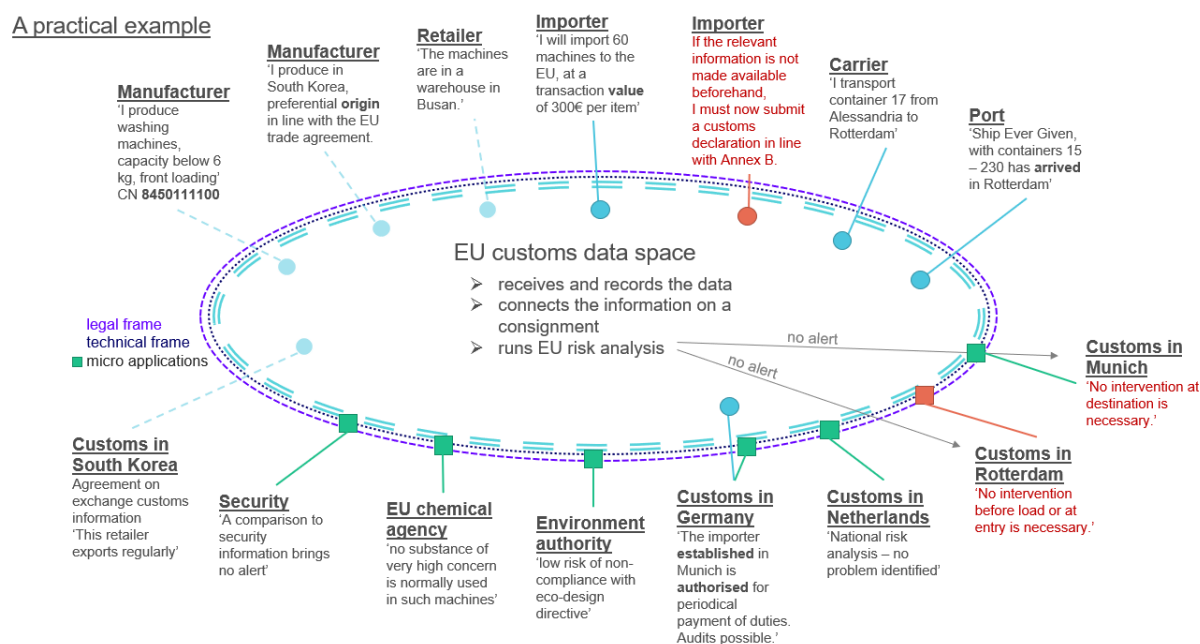 A practical example
Manufacturer
'I produce
washing
machines,
capacity below 6
kg, front loading'
CN 8450111100
Manufacturer
'I produce in
South Korea,
preferential origin
in line with the EU
trade agreement.
Retailer
'The machines
are in a
warehouse in
Busan.'
Importer
'I will import 60
machines to the
EU, at a
transaction value
of 300€ per item'
Importer
If the relevant
information is not
made available
beforehand,
I must now submit
a customs
declaration in line
with Annex B.
Carrier
'I transport
container 17 from
Alessandria to
Rotterdam'
Port
'Ship Ever Given,
with containers 15
– 230 has arrived
in Rotterdam'
EU customs data space
➢ receives and records the data
➢ connects the information on a
consignment
➢ runs EU risk analysis
no alert
no alert
legal frame
technical frame
micro applications
Customs in
South Korea
Agreement on
exchange customs
information
'This retailer
exports regularly'
Security
'A comparison to
security
information brings
no alert'
EU chemical
agency
'no substance of
very high concern
is normally used
in such machines'
Environment
authority
'low risk of non-
compliance with
eco-design
directive'
Customs in
Germany
'The importer
established in
Munich is
authorised for
periodical
payment of duties.
Audits possible.'
Customs in
Netherlands
'National risk
analysis – no
problem identified'
Customs in
Rotterdam
'No intervention
before load or at
entry is necessary.'
Customs in
Munich
'No intervention at
destination is
necessary.'